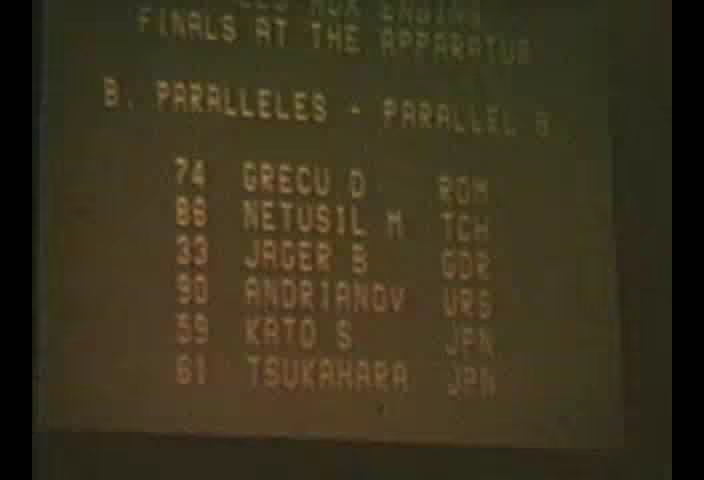 FINALS AT THE APPARATUS
B. PARALLELES - PARALLEL B
74 GRECU D ROM
86 NETUSIL M TCH
33 JAGER B GDR
90 ANDRIANOV URS
59 KATO S JPN
61 TSUKAHARA JPN